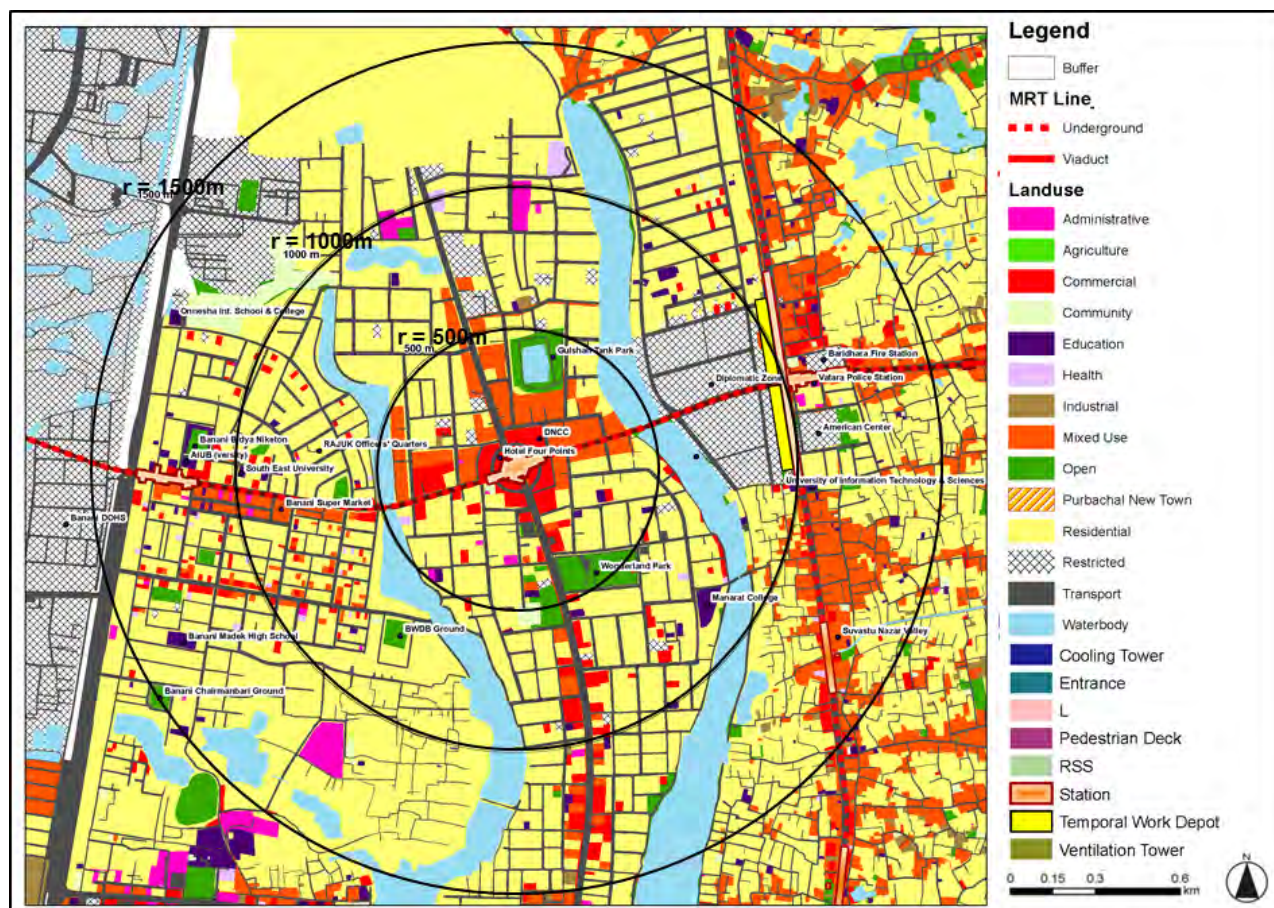 r = 1500m
1500 m
r = 1000m
1000 m
Onnesha Int. School & College
r = 500m
500 m
Gulshan Tank Park
Baridhara Fire Station
Diplomatic Zone
Vatara Police Station
DNCC
American Center
Banani Bidya Niketon
RAJUK Officers' Quarters
Hotel Four Points
AIUB (versity)
South East University
University of Information Technology & Sciences
Banani Super Market
Banani DOHS
Wonderland Park
Manarat College
BWDB Ground
Banani Madek High School
Suvastu Nazar Valley
Banani Chairmanbari Ground
Legend
Buffer
MRT Line
Underground
Viaduct
Landuse
Administrative
Agriculture
Commercial
Community
Education
Health
Industrial
Mixed Use
Open
Purbachal New Town
Residential
Restricted
Transport
Waterbody
Cooling Tower
Entrance
L
Pedestrian Deck
RSS
Station
Temporal Work Depot
Ventilation Tower
0 0.15 0.3 0.6
km
N